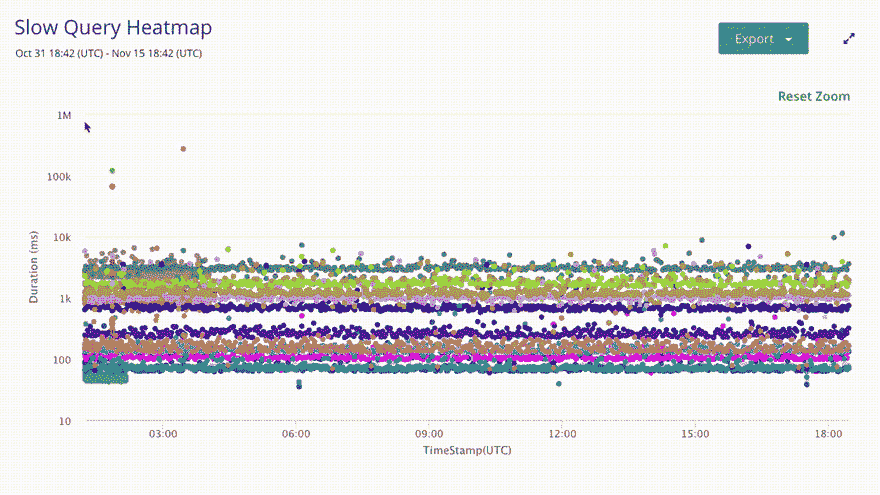 Slow Query Heatmap
Oct 31 18:42 (UTC) - Nov 15 18:42 (UTC)
Export
Reset Zoom
1M
100k
10k
1k
100
10
Duration (ms)
03:00 06:00 09:00 12:00 15:00 18:00
TimeStamp(UTC)